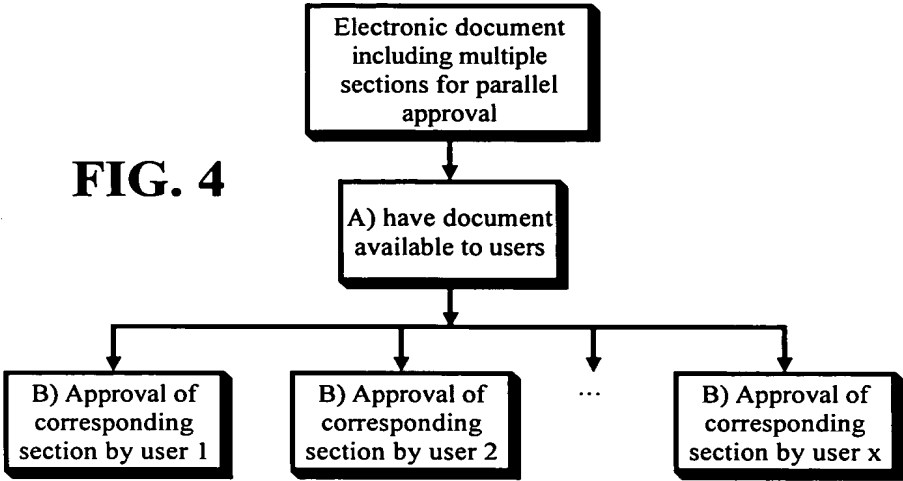 Electronic document
including multiple
sections for parallel
approval
FIG. 4
A) have document
available to users
B) Approval of
corresponding
section by user 1
B) Approval of
corresponding
section by user 2
...
B) Approval of
corresponding
section by user x